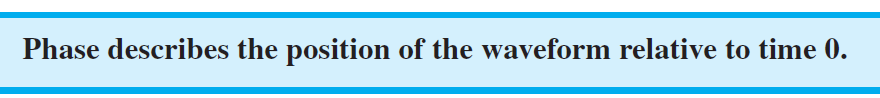 Phase describes the position of the waveform relative to time 0.